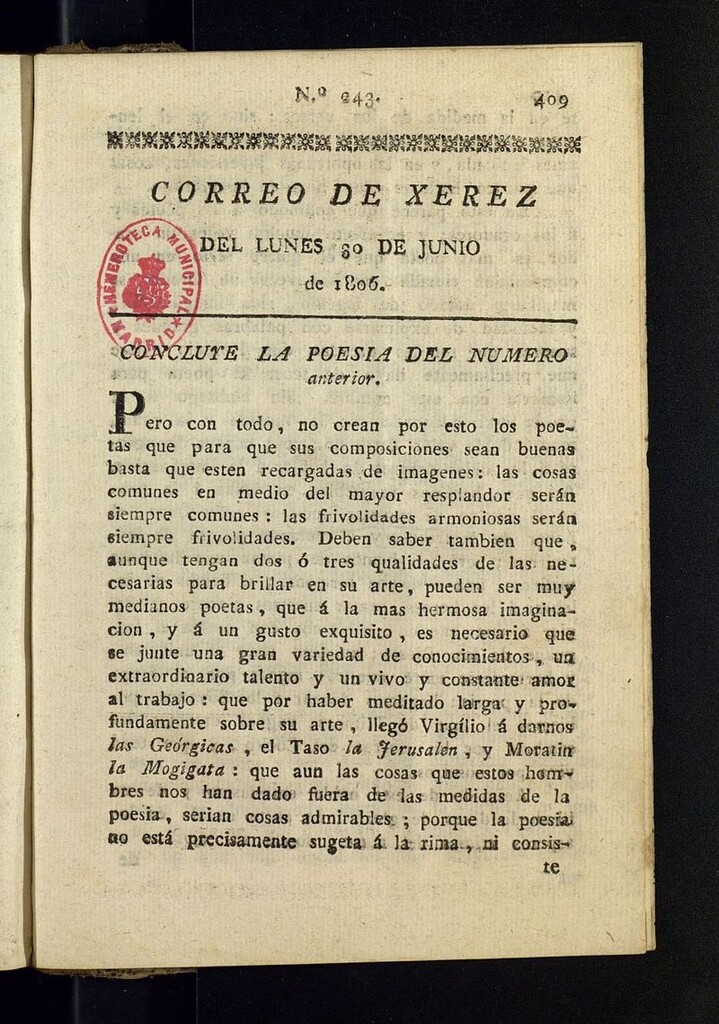 N.º 243.
409
CORREO DE XEREZ
DEL LUNES 30 DE JUNIO
de 1806.
HEMEROTECA MUNICIPAL
MADRID
CONCLUYE LA POESIA DEL NUMERO
anterior.
Pero con todo, no crean por esto los poe-
tas que para que sus composiciones sean buenas
basta que esten recargadas de imagenes: las cosas
comunes en medio del mayor resplandor serán
siempre comunes: las frivolidades armoniosas serán
siempre frivolidades. Deben saber tambien que,
aunque tengan dos ó tres qualidades de las ne-
cesarias para brillar en su arte, pueden ser muy
medianos poetas, que á la mas hermosa imagina-
cion, y á un gusto exquisito, es necesario que
se junte una gran variedad de conocimientos, un
extraordinario talento y un vivo y constante amor
al trabajo: que por haber meditado larga y pro-
fundamente sobre su arte, llegó Virgílio á darnos
las Geórgicas, el Taso la Jerusalen, y Moratin
la Mogigata: que aun las cosas que estos hom-
bres nos han dado fuera de las medidas de la
poesia, serian cosas admirables; porque la poesia
no está precisamente sugeta á la rima, ni consis-
te